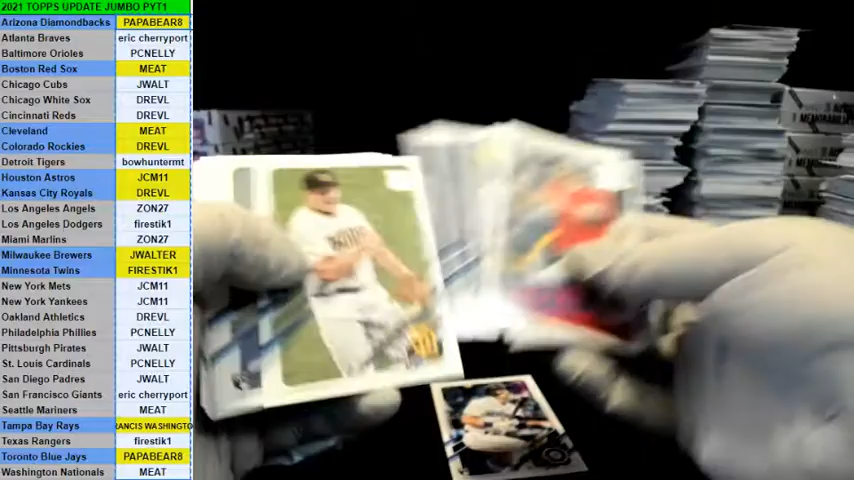 2021 TOPPS UPDATE JUMBO PYT1
Arizona Diamondbacks PAPABEAR8
Atlanta Braves eric cherryport
Baltimore Orioles PCNELLY
Boston Red Sox MEAT
Chicago Cubs JWALT
Chicago White Sox DREVL
Cincinnati Reds DREVL
Cleveland MEAT
Colorado Rockies DREVL
Detroit Tigers bowhuntermt
Houston Astros JCM11
Kansas City Royals DREVL
Los Angeles Angels ZON27
Los Angeles Dodgers firestik1
Miami Marlins ZON27
Milwaukee Brewers JWALTER
Minnesota Twins FIRESTIK1
New York Mets JCM11
New York Yankees JCM11
Oakland Athletics DREVL
Philadelphia Phillies PCNELLY
Pittsburgh Pirates JWALT
St. Louis Cardinals PCNELLY
San Diego Padres JWALT
San Francisco Giants eric cherryport
Seattle Mariners MEAT
Tampa Bay Rays RANCIS WASHINGTO
Texas Rangers firestik1
Toronto Blue Jays PAPABEAR8
Washington Nationals MEAT